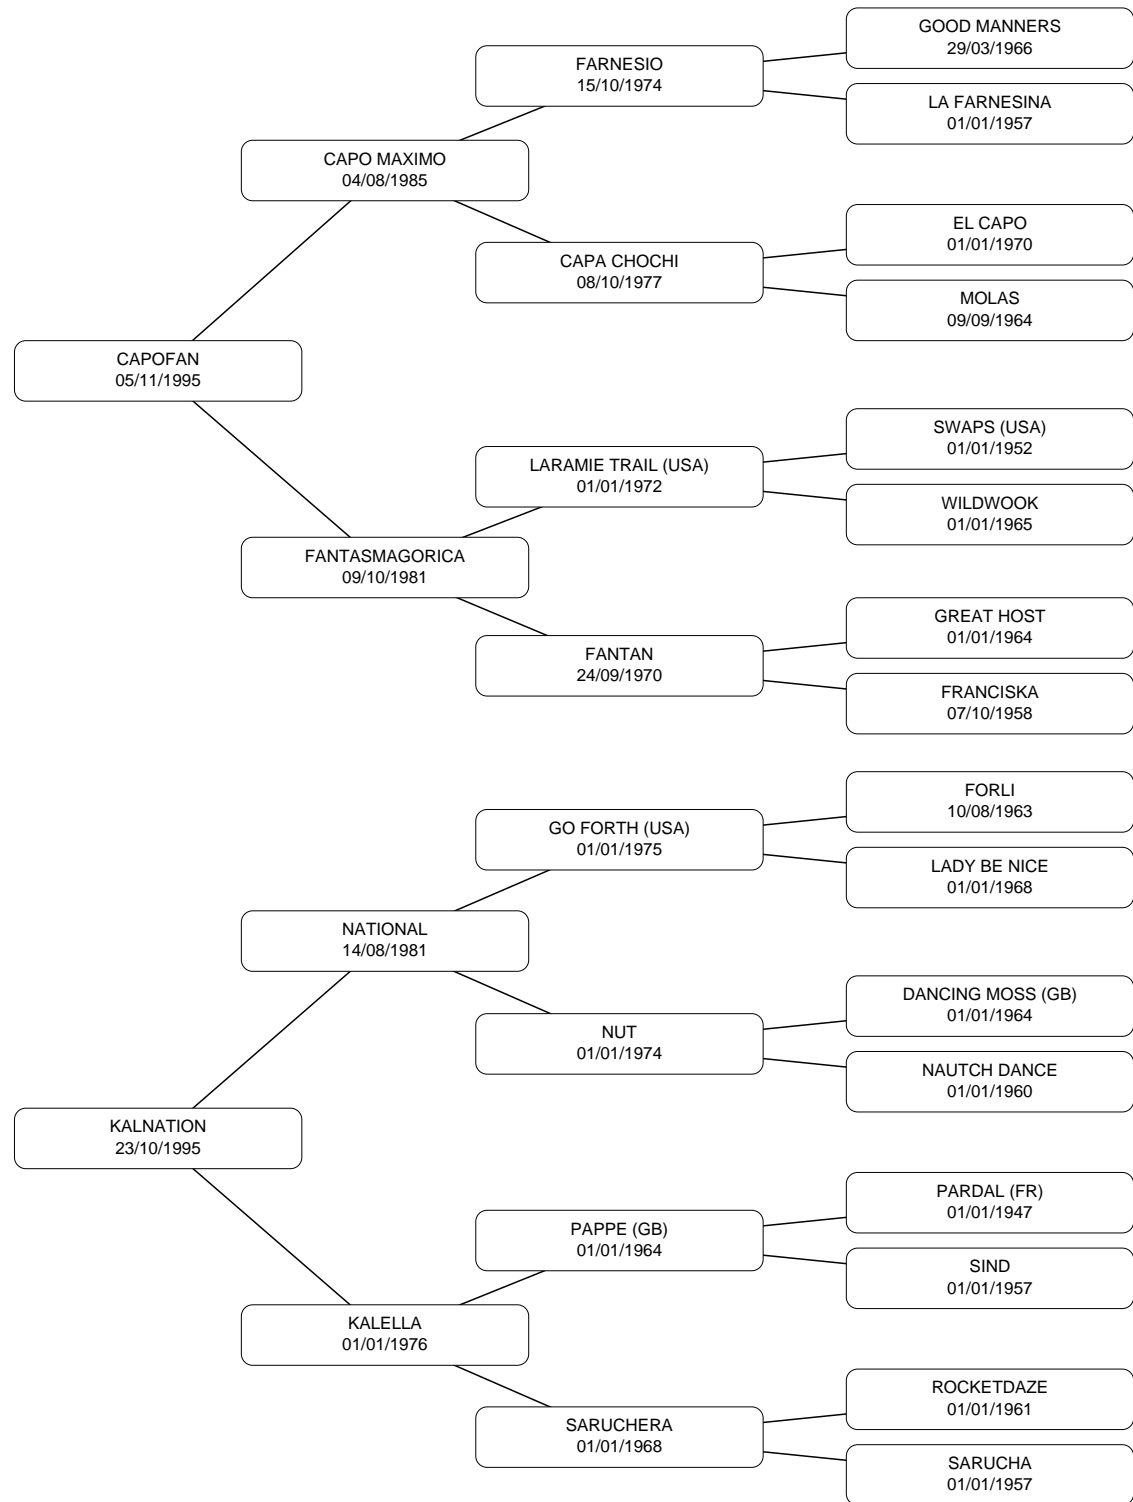 GOOD MANNERS
29/03/1966
FARNESIO
15/10/1974
LA FARNESINA
01/01/1957
CAPO MAXIMO
04/08/1985
EL CAPO
01/01/1970
CAPA CHOCHI
08/10/1977
MOLAS
09/09/1964
CAPOFAN
05/11/1995
SWAPS (USA)
01/01/1952
LARAMIE TRAIL (USA)
01/01/1972
WILDWOOK
01/01/1965
FANTASMAGORICA
09/10/1981
GREAT HOST
01/01/1964
FANTAN
24/09/1970
FRANCISKA
07/10/1958
FORLI
10/08/1963
GO FORTH (USA)
01/01/1975
LADY BE NICE
01/01/1968
NATIONAL
14/08/1981
DANCING MOSS (GB)
01/01/1964
NUT
01/01/1974
NAUTCH DANCE
01/01/1960
KALNATION
23/10/1995
PARDAL (FR)
01/01/1947
PAPPE (GB)
01/01/1964
SIND
01/01/1957
KALELLA
01/01/1976
ROCKETDAZE
01/01/1961
SARUCHERA
01/01/1968
SARUCHA
01/01/1957